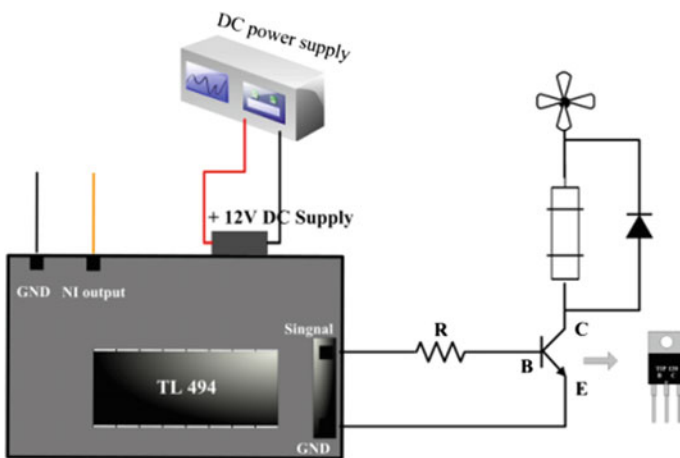 DC power supply
+ 12V DC Supply
GND NI output
Singnal
TL 494
GND
R
B
C
E
B C